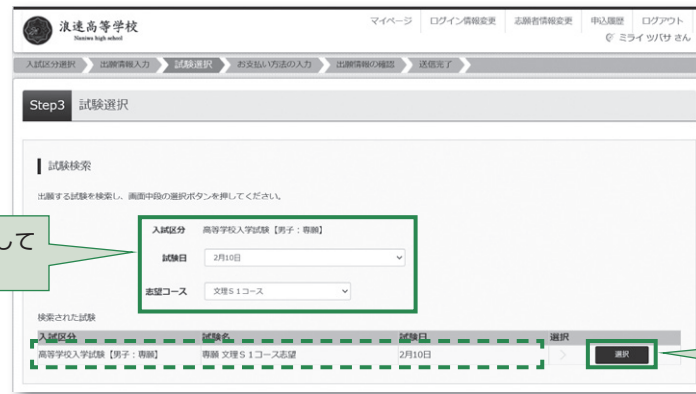 浪速高等学校
Naniwa high school
マイページ ログイン情報変更 志願者情報変更 申込履歴 ログアウト
ミライ ツバサ さん
入試区分選択 出願情報入力 試験選択 お支払い方法の入力 出願情報の確認 送信完了
Step3 試験選択
試験検索
出願する試験を検索し、画面中段の選択ボタンを押してください。
して
入試区分 高等学校入学試験【男子：専願】
試験日 2月10日
志望コース 文理S1コース
検索された試験
入試区分 試験名 試験日 選択
高等学校入学試験【男子：専願】 専願 文理S1コース志望 2月10日 選択